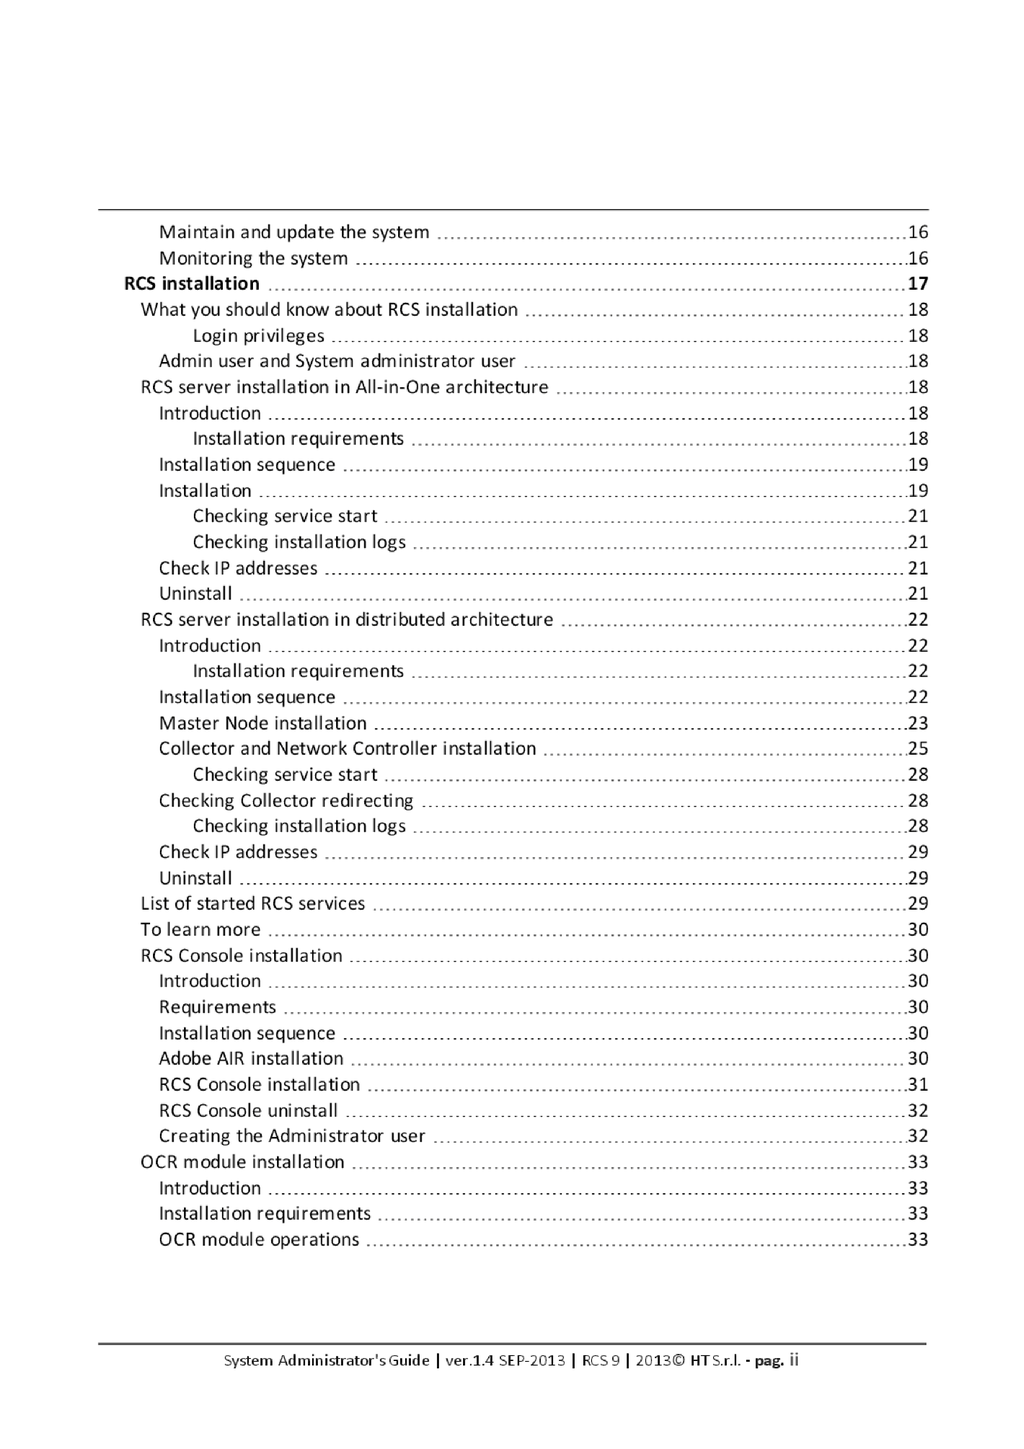 Maintain and update the system 16
Monitoring the system 16
RCS installation 17
What you should know about RCS installation 18
Login privileges 18
Admin user and System administrator user 18
RCS server installation in All-in-One architecture 18
Introduction 18
Installation requirements 18
Installation sequence 19
Installation 19
Checking service start 21
Checking installation logs 21
Check IP addresses 21
Uninstall 21
RCS server installation in distributed architecture 22
Introduction 22
Installation requirements 22
Installation sequence 22
Master Node installation 23
Collector and Network Controller installation 25
Checking service start 28
Checking Collector redirecting 28
Checking installation logs 28
Check IP addresses 29
Uninstall 29
List of started RCS services 29
To learn more 30
RCS Console installation 30
Introduction 30
Requirements 30
Installation sequence 30
Adobe AIR installation 30
RCS Console installation 31
RCS Console uninstall 32
Creating the Administrator user 32
OCR module installation 33
Introduction 33
Installation requirements 33
OCR module operations 33
System Administrator's Guide | ver.1.4 SEP-2013 | RCS 9 | 2013© HT S.r.l. - pag. ii